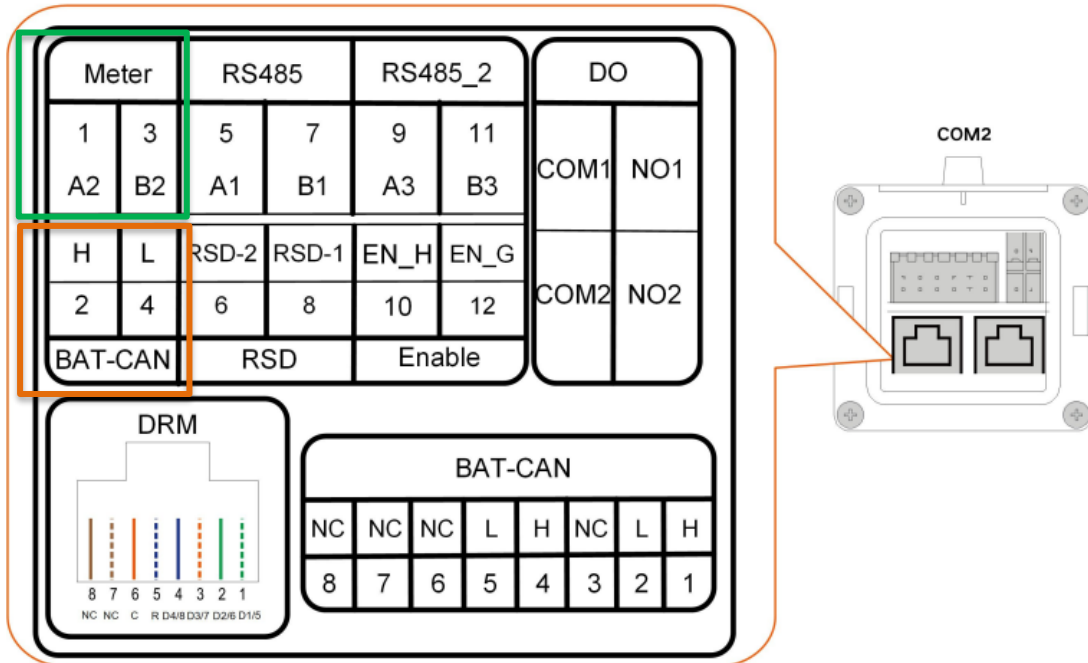 Meter RS485 RS485_2 DO
1 3 5 7 9 11
A2 B2 A1 B1 A3 B3
COM1 NO1
H L RSD-2 RSD-1 EN_H EN_G
2 4 6 8 10 12
COM2 NO2
BAT-CAN RSD Enable
DRM
8 7 6 5 4 3 2 1
NC NC C R D4/8 D3/7 D2/6 D1/5
BAT-CAN
NC NC NC L H NC L H
8 7 6 5 4 3 2 1
COM2